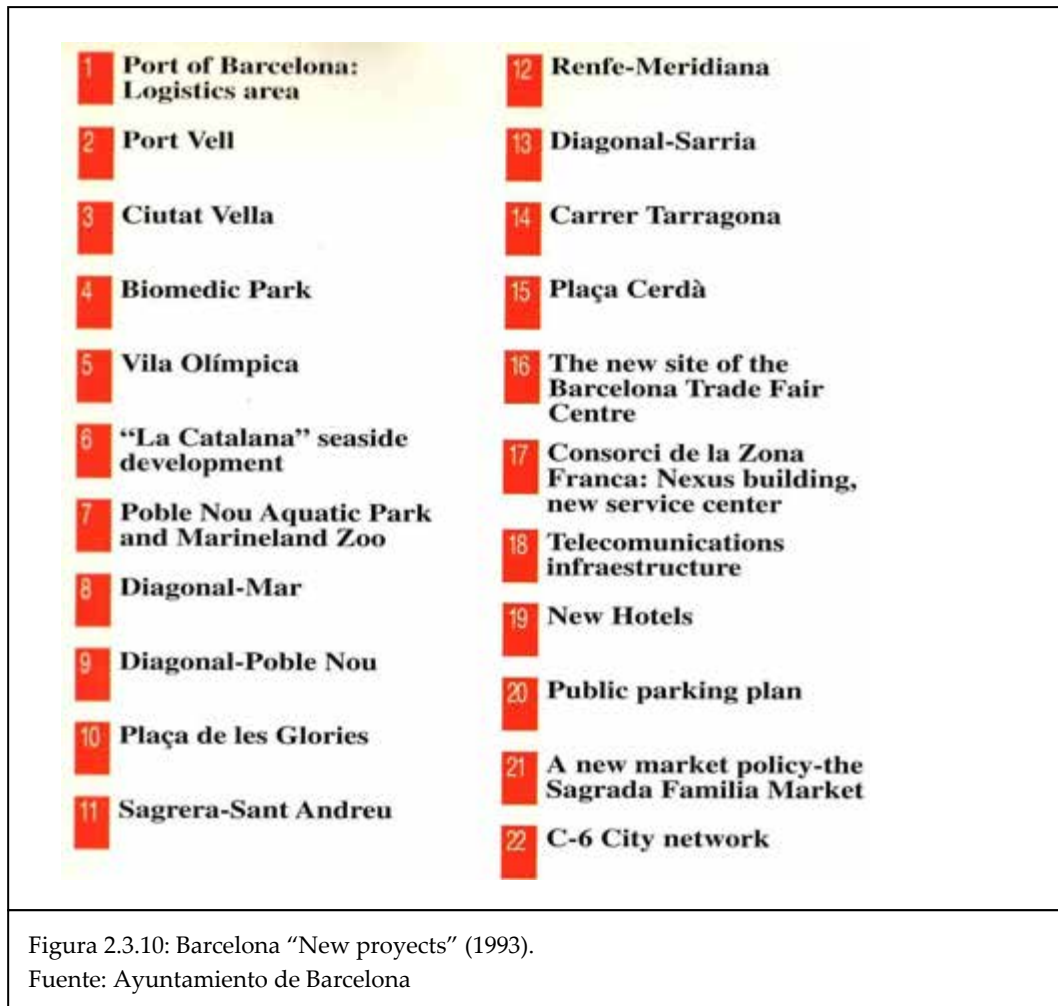 1 Port of Barcelona:
Logistics area
2 Port Vell
3 Ciutat Vella
4 Biomedic Park
5 Vila Olímpica
6 “La Catalana” seaside
development
7 Poble Nou Aquatic Park
and Marineland Zoo
8 Diagonal-Mar
9 Diagonal-Poble Nou
10 Plaça de les Glories
11 Sagrera-Sant Andreu
12 Renfe-Meridiana
13 Diagonal-Sarria
14 Carrer Tarragona
15 Plaça Cerdà
16 The new site of the
Barcelona Trade Fair
Centre
17 Consorci de la Zona
Franca: Nexus building,
new service center
18 Telecomunications
infraestructure
19 New Hotels
20 Public parking plan
21 A new market policy-the
Sagrada Familia Market
22 C-6 City network
Figura 2.3.10: Barcelona “New proyects” (1993).
Fuente: Ayuntamiento de Barcelona